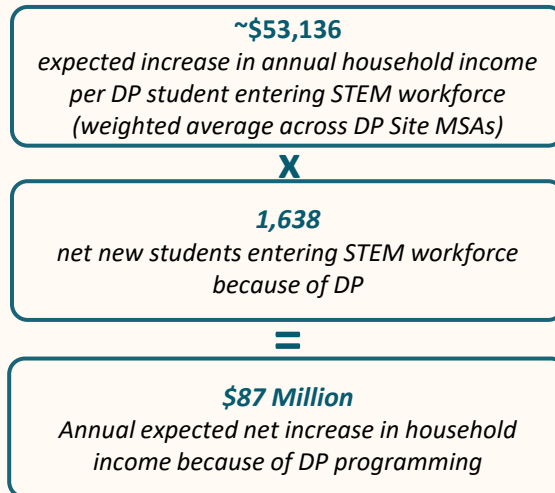 ~$53,136
expected increase in annual household income
per DP student entering STEM workforce
(weighted average across DP Site MSAs)
X
1,638
net new students entering STEM workforce
because of DP
=
$87 Million
Annual expected net increase in household
income because of DP programming